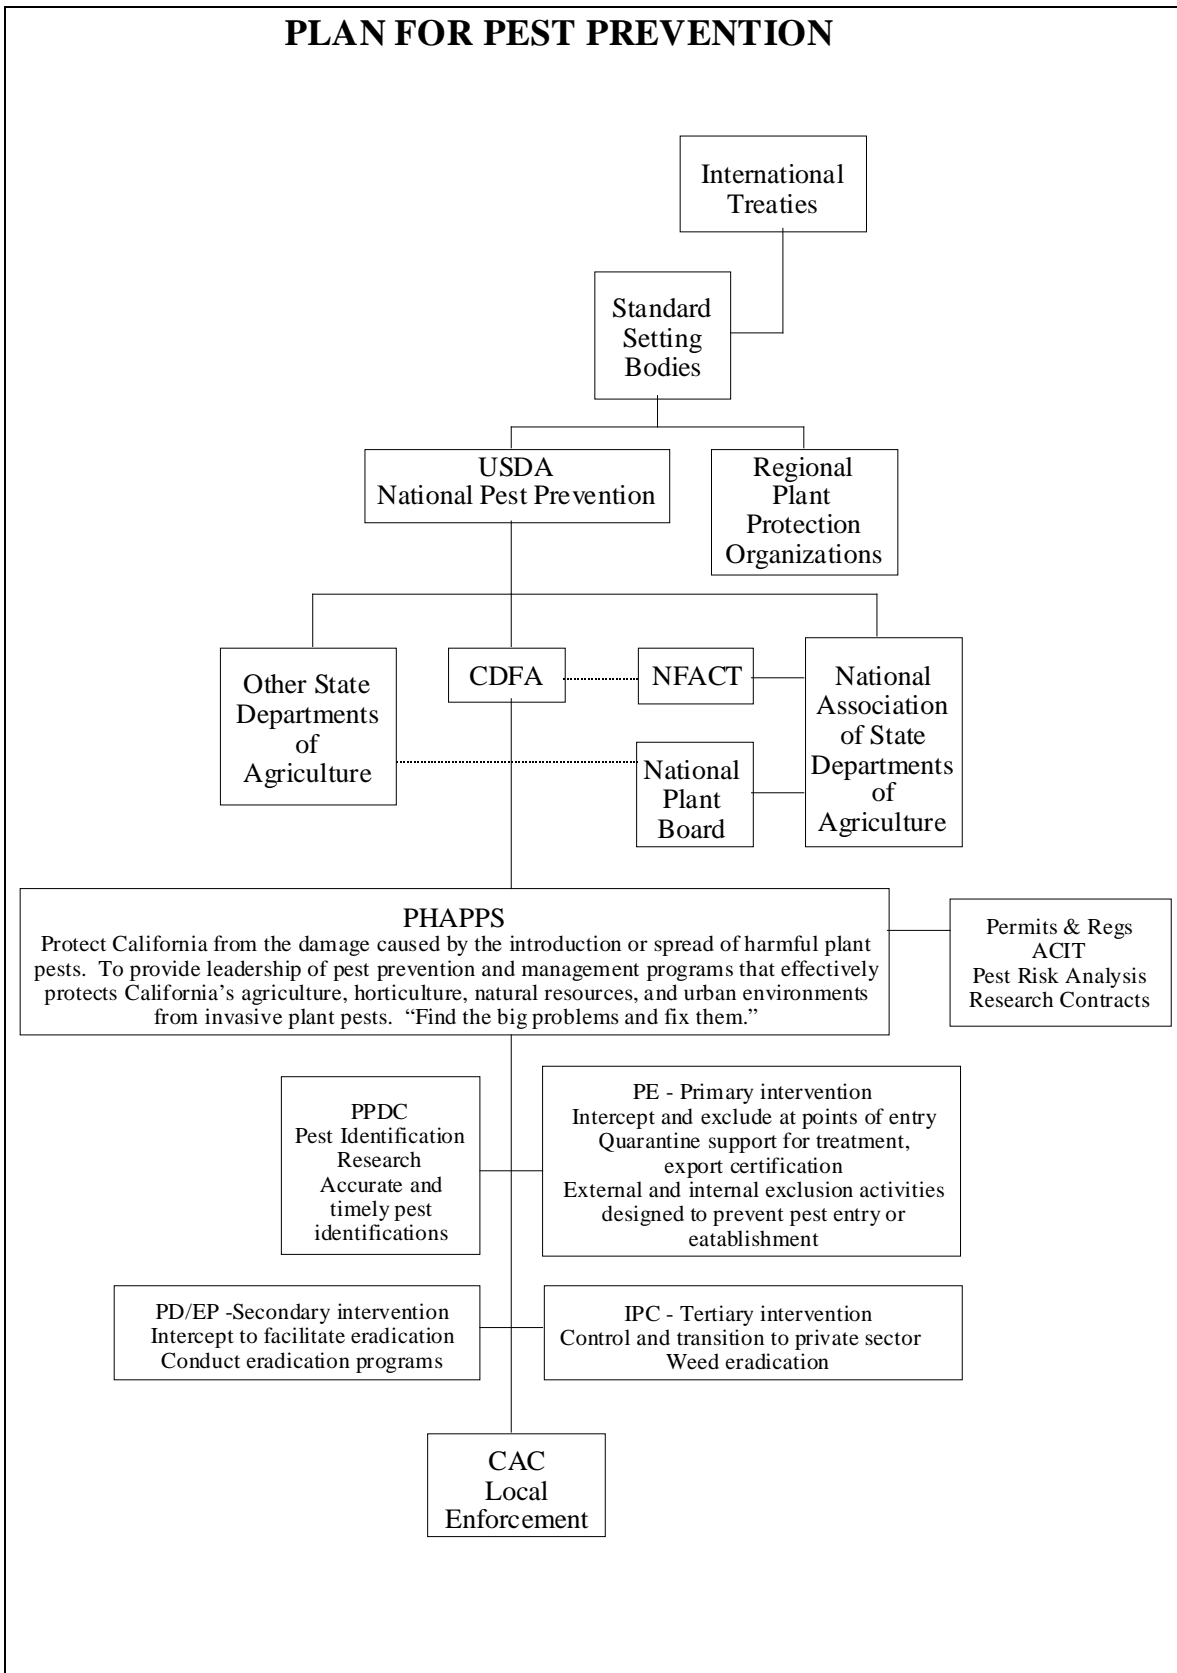 PLAN FOR PEST PREVENTION
International
Treaties
Standard
Setting
Bodies
USDA
National Pest Prevention
Regional
Plant
Protection
Organizations
Other State
Departments
of
Agriculture
CDFA
NFACT
National
Association
of State
Departments
of
Agriculture
National
Plant
Board
PHAPPS
Protect California from the damage caused by the introduction or spread of harmful plant
pests.  To provide leadership of pest prevention and management programs that effectively
protects California’s agriculture, horticulture, natural resources, and urban environments
from invasive plant pests.  “Find the big problems and fix them.”
Permits & Regs
ACIT
Pest Risk Analysis
Research Contracts
PPDC
Pest Identification
Research
Accurate and
timely pest
identifications
PE - Primary intervention
Intercept and exclude at points of entry
Quarantine support for treatment,
export certification
External and internal exclusion activities
designed to prevent pest entry or
eatablishment
PD/EP -Secondary intervention
Intercept to facilitate eradication
Conduct eradication programs
IPC - Tertiary intervention
Control and transition to private sector
Weed eradication
CAC
Local
Enforcement